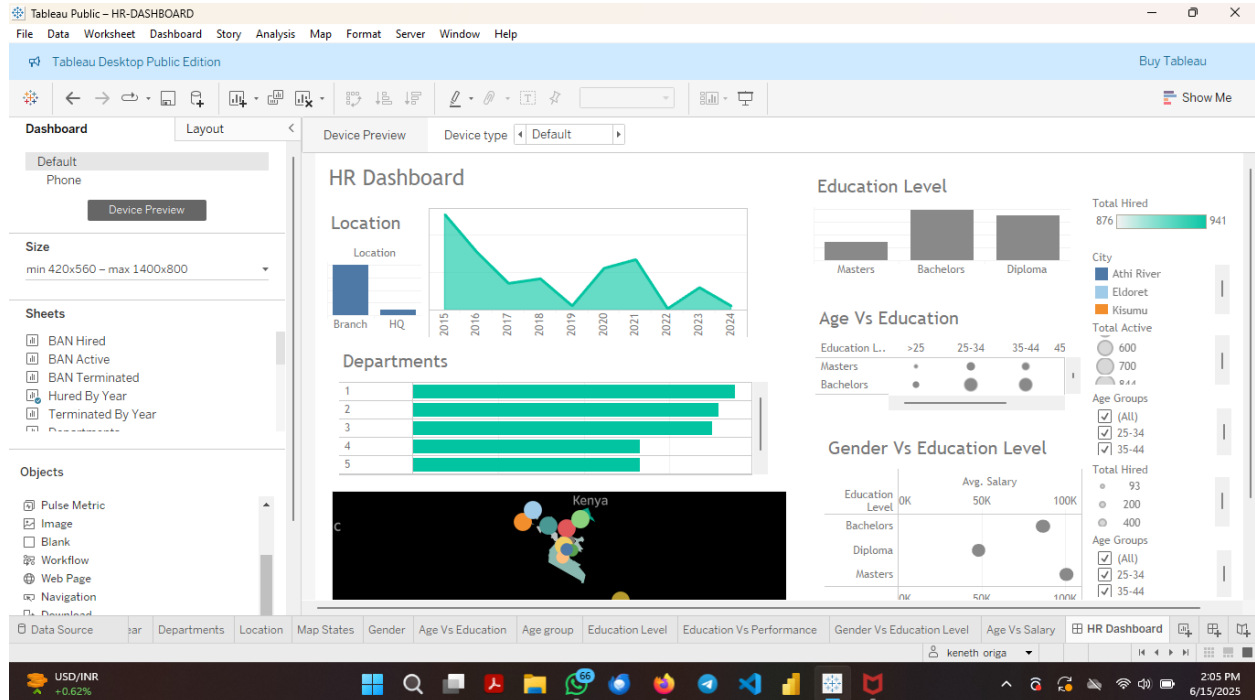 Tableau Public – HR-DASHBOARD
File Data Worksheet Dashboard Story Analysis Map Format Server Window Help
Tableau Desktop Public Edition
Buy Tableau
Show Me
Dashboard
Layout
Device Preview
Device type
Default
Default
Phone
Device Preview
Size
min 420x560 – max 1400x800
Sheets
BAN Hired
BAN Active
BAN Terminated
Hured By Year
Terminated By Year
Departments
Objects
Pulse Metric
Image
Blank
Workflow
Web Page
Navigation
Download
HR Dashboard
Location
Location
Branch HQ
2015 2016 2017 2018 2019 2020 2021 2022 2023 2024
Departments
1
2
3
4
5
Kenya
C
Education Level
Masters Bachelors Diploma
Age Vs Education
Education L.. >25 25-34 35-44 45
Masters
Bachelors
Gender Vs Education Level
Avg. Salary
Education Level
0K 50K 100K
Bachelors
Diploma
Masters
0K 50K 100K
Total Hired
876 941
City
Athi River
Eldoret
Kisumu
Total Active
600
700
844
Age Groups
(All)
25-34
35-44
Total Hired
93
200
400
Age Groups
(All)
25-34
35-44
Data Source ear Departments Location Map States Gender Age Vs Education Age group Education Level Education Vs Performance Gender Vs Education Level Age Vs Salary HR Dashboard
keneth origa
USD/INR
+0.62%
66
2:05 PM
6/15/2025